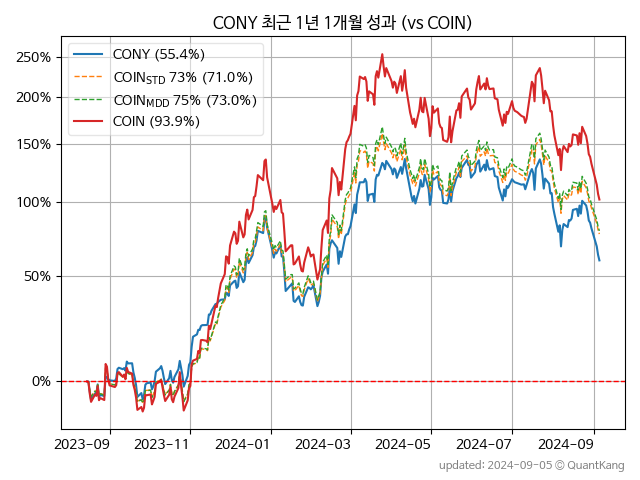 CONY 최근 1년 1개월 성과 (vs COIN)
CONY (55.4%)
COIN_STD 73% (71.0%)
COIN_MDD 75% (73.0%)
COIN (93.9%)
250%
200%
150%
100%
50%
0%
2023-09 2023-11 2024-01 2024-03 2024-05 2024-07 2024-09
updated: 2024-09-05 © QuantKang